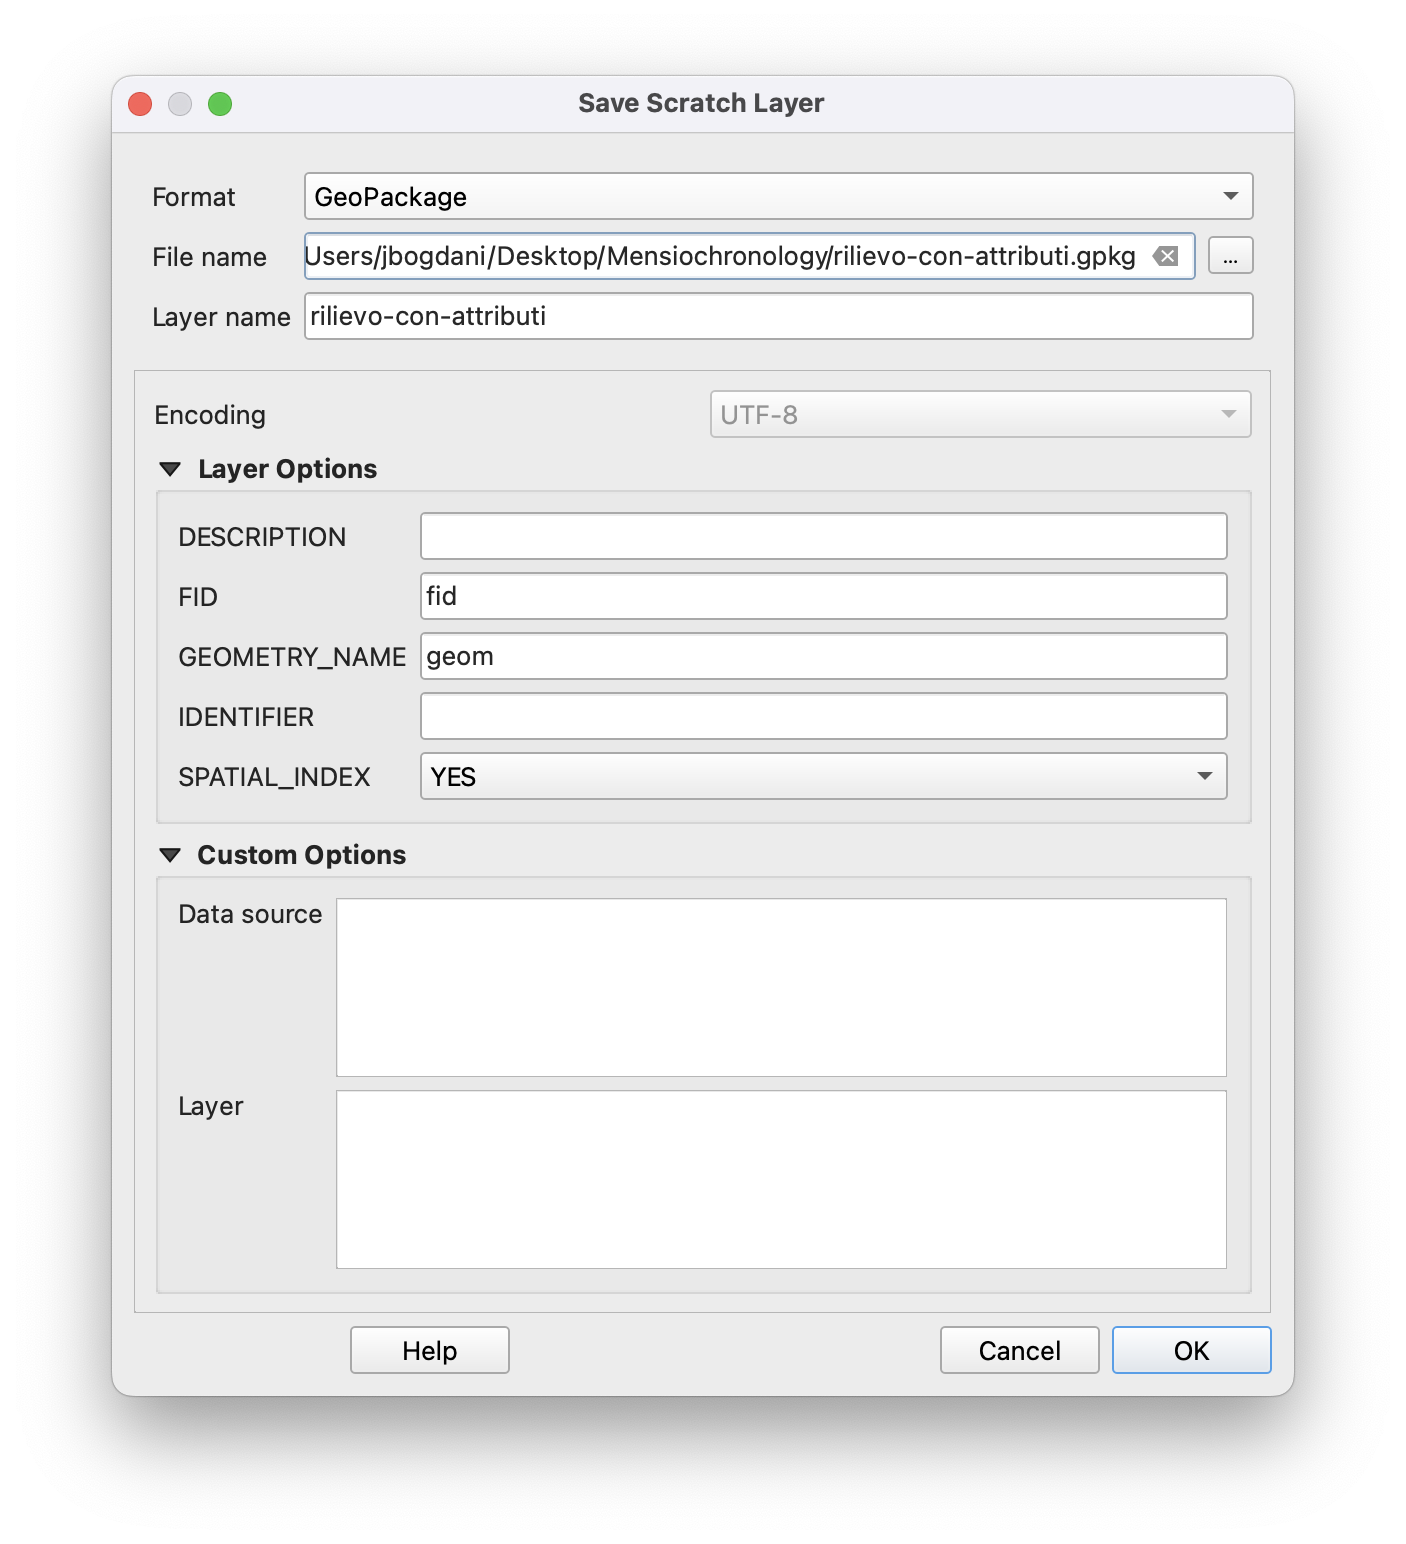 Save Scratch Layer
Format GeoPackage
File name Users/jbogdani/Desktop/Mensiochronology/rilievo-con-attributi.gpkg ...
Layer name rilievo-con-attributi
Encoding UTF-8
Layer Options
DESCRIPTION
FID fid
GEOMETRY_NAME geom
IDENTIFIER
SPATIAL_INDEX YES
Custom Options
Data source
Layer
Help Cancel OK